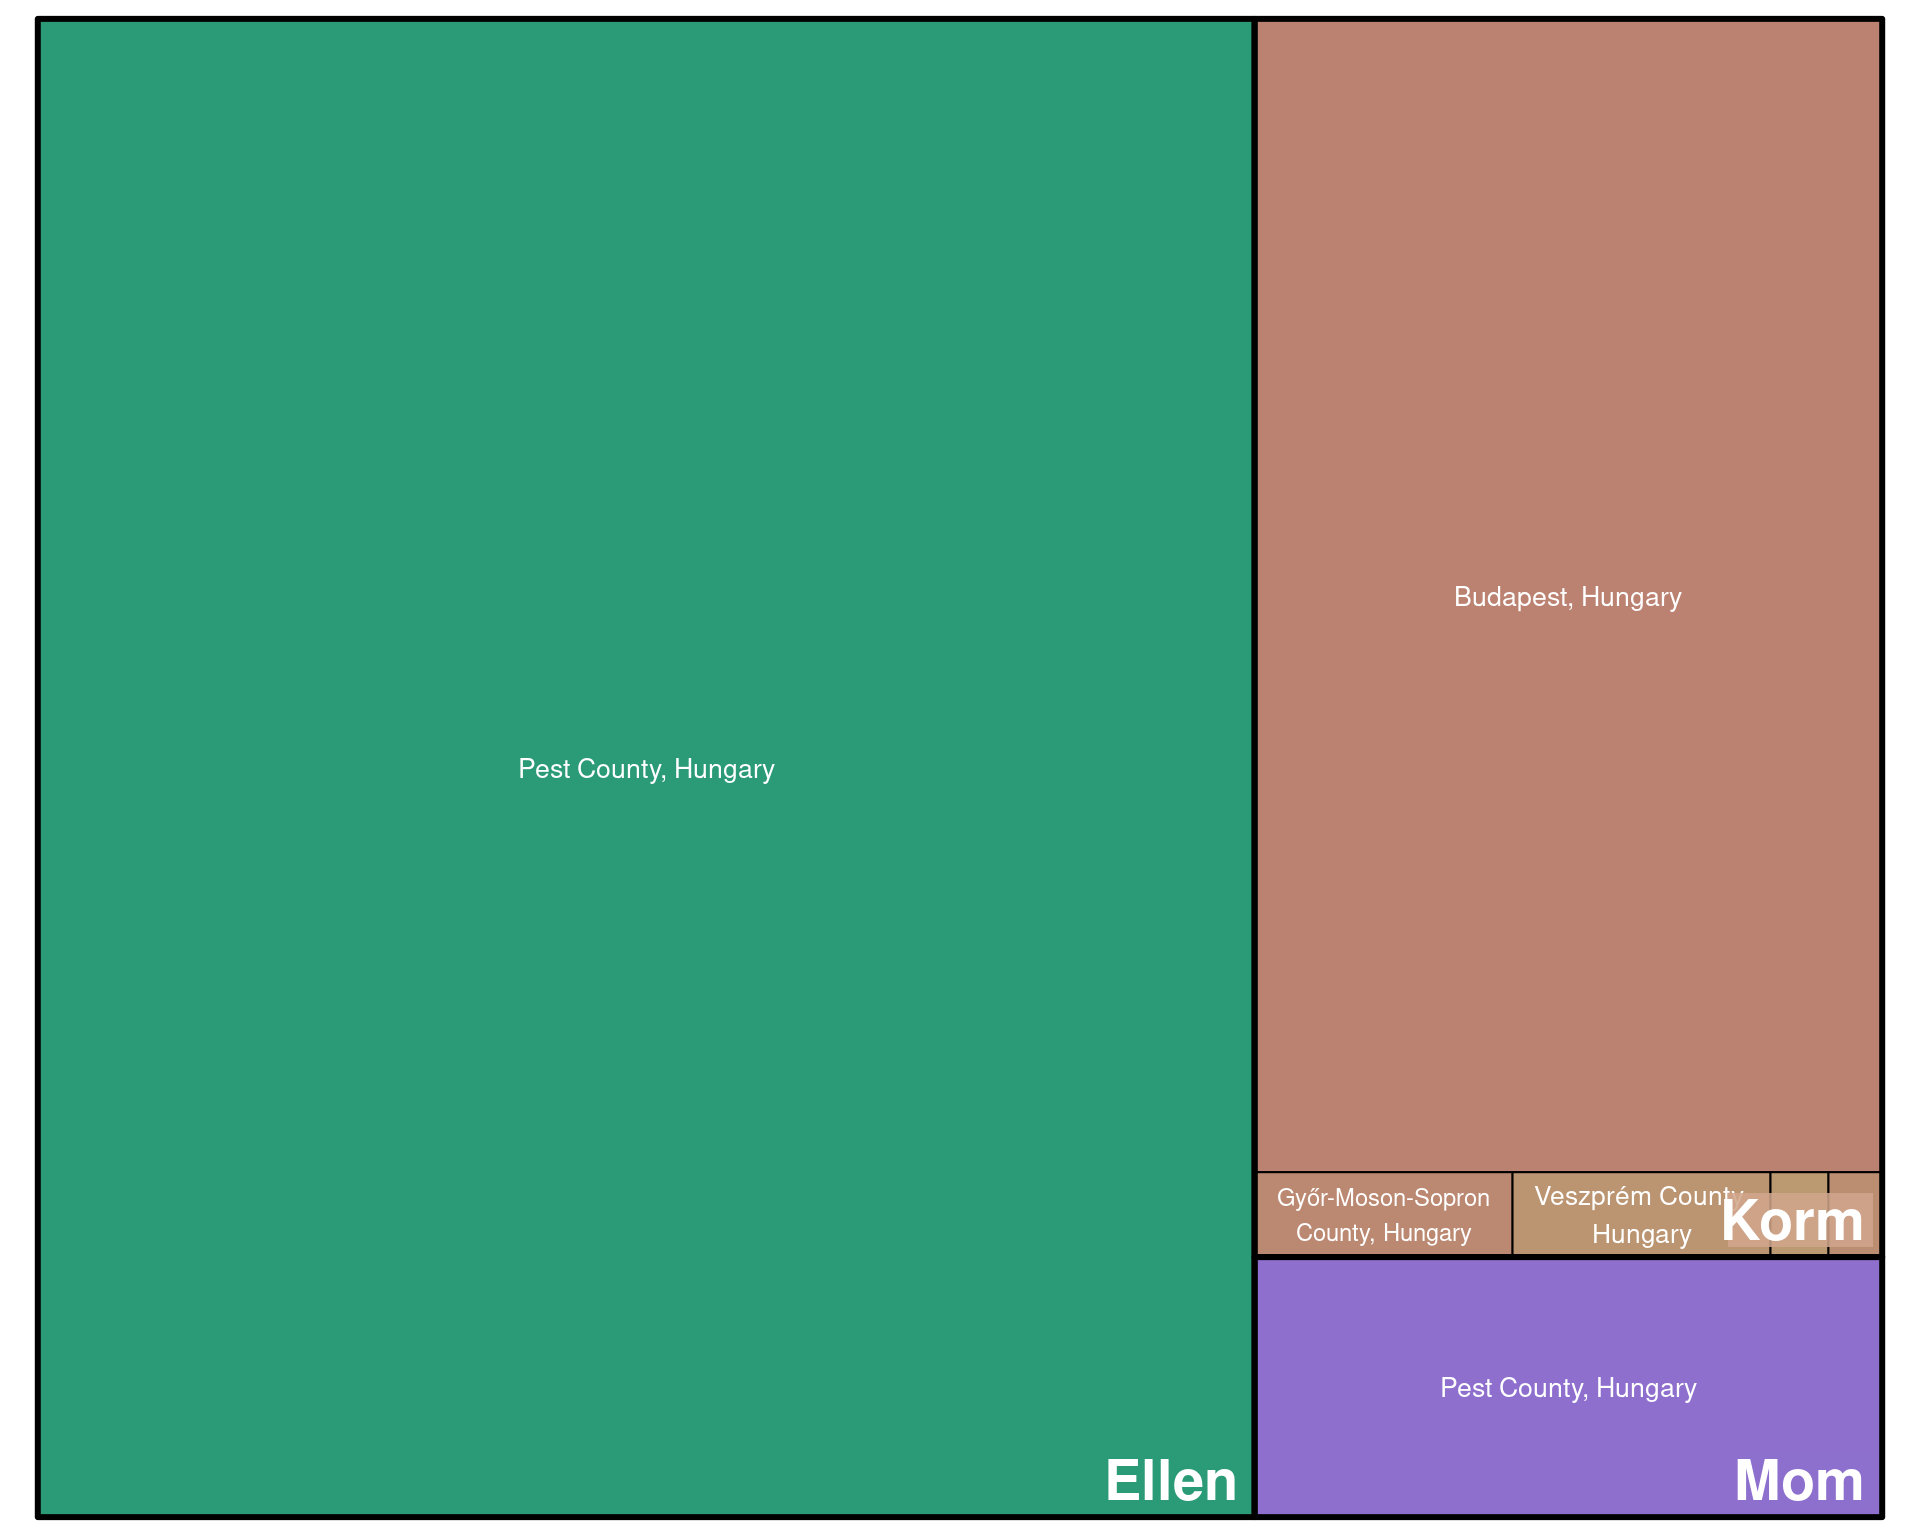 Pest County, Hungary
Ellen
Budapest, Hungary
Győr-Moson-Sopron
County, Hungary
Veszprém County,
Hungary
Korm
Pest County, Hungary
Mom